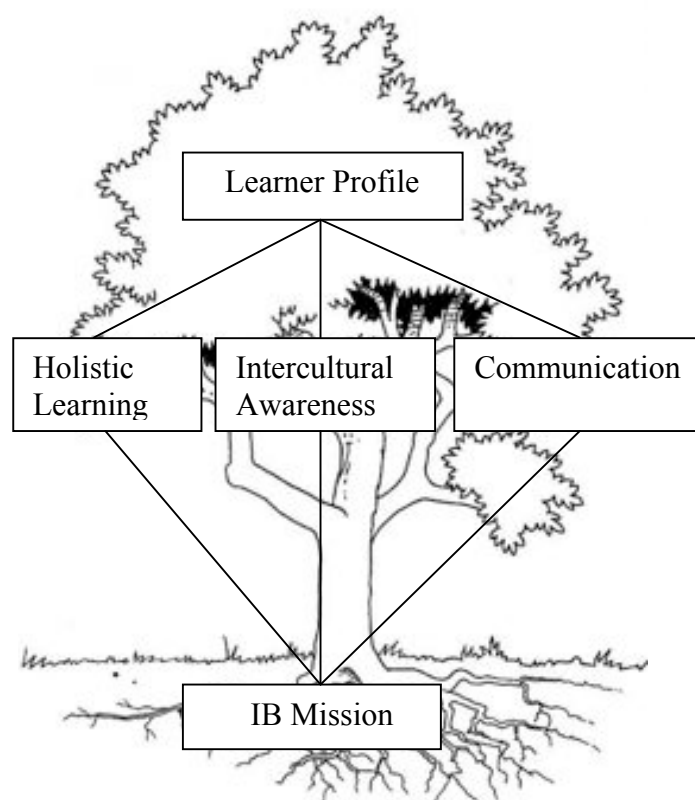 Learner Profile
Holistic
Learning
Intercultural
Awareness
Communication
IB Mission